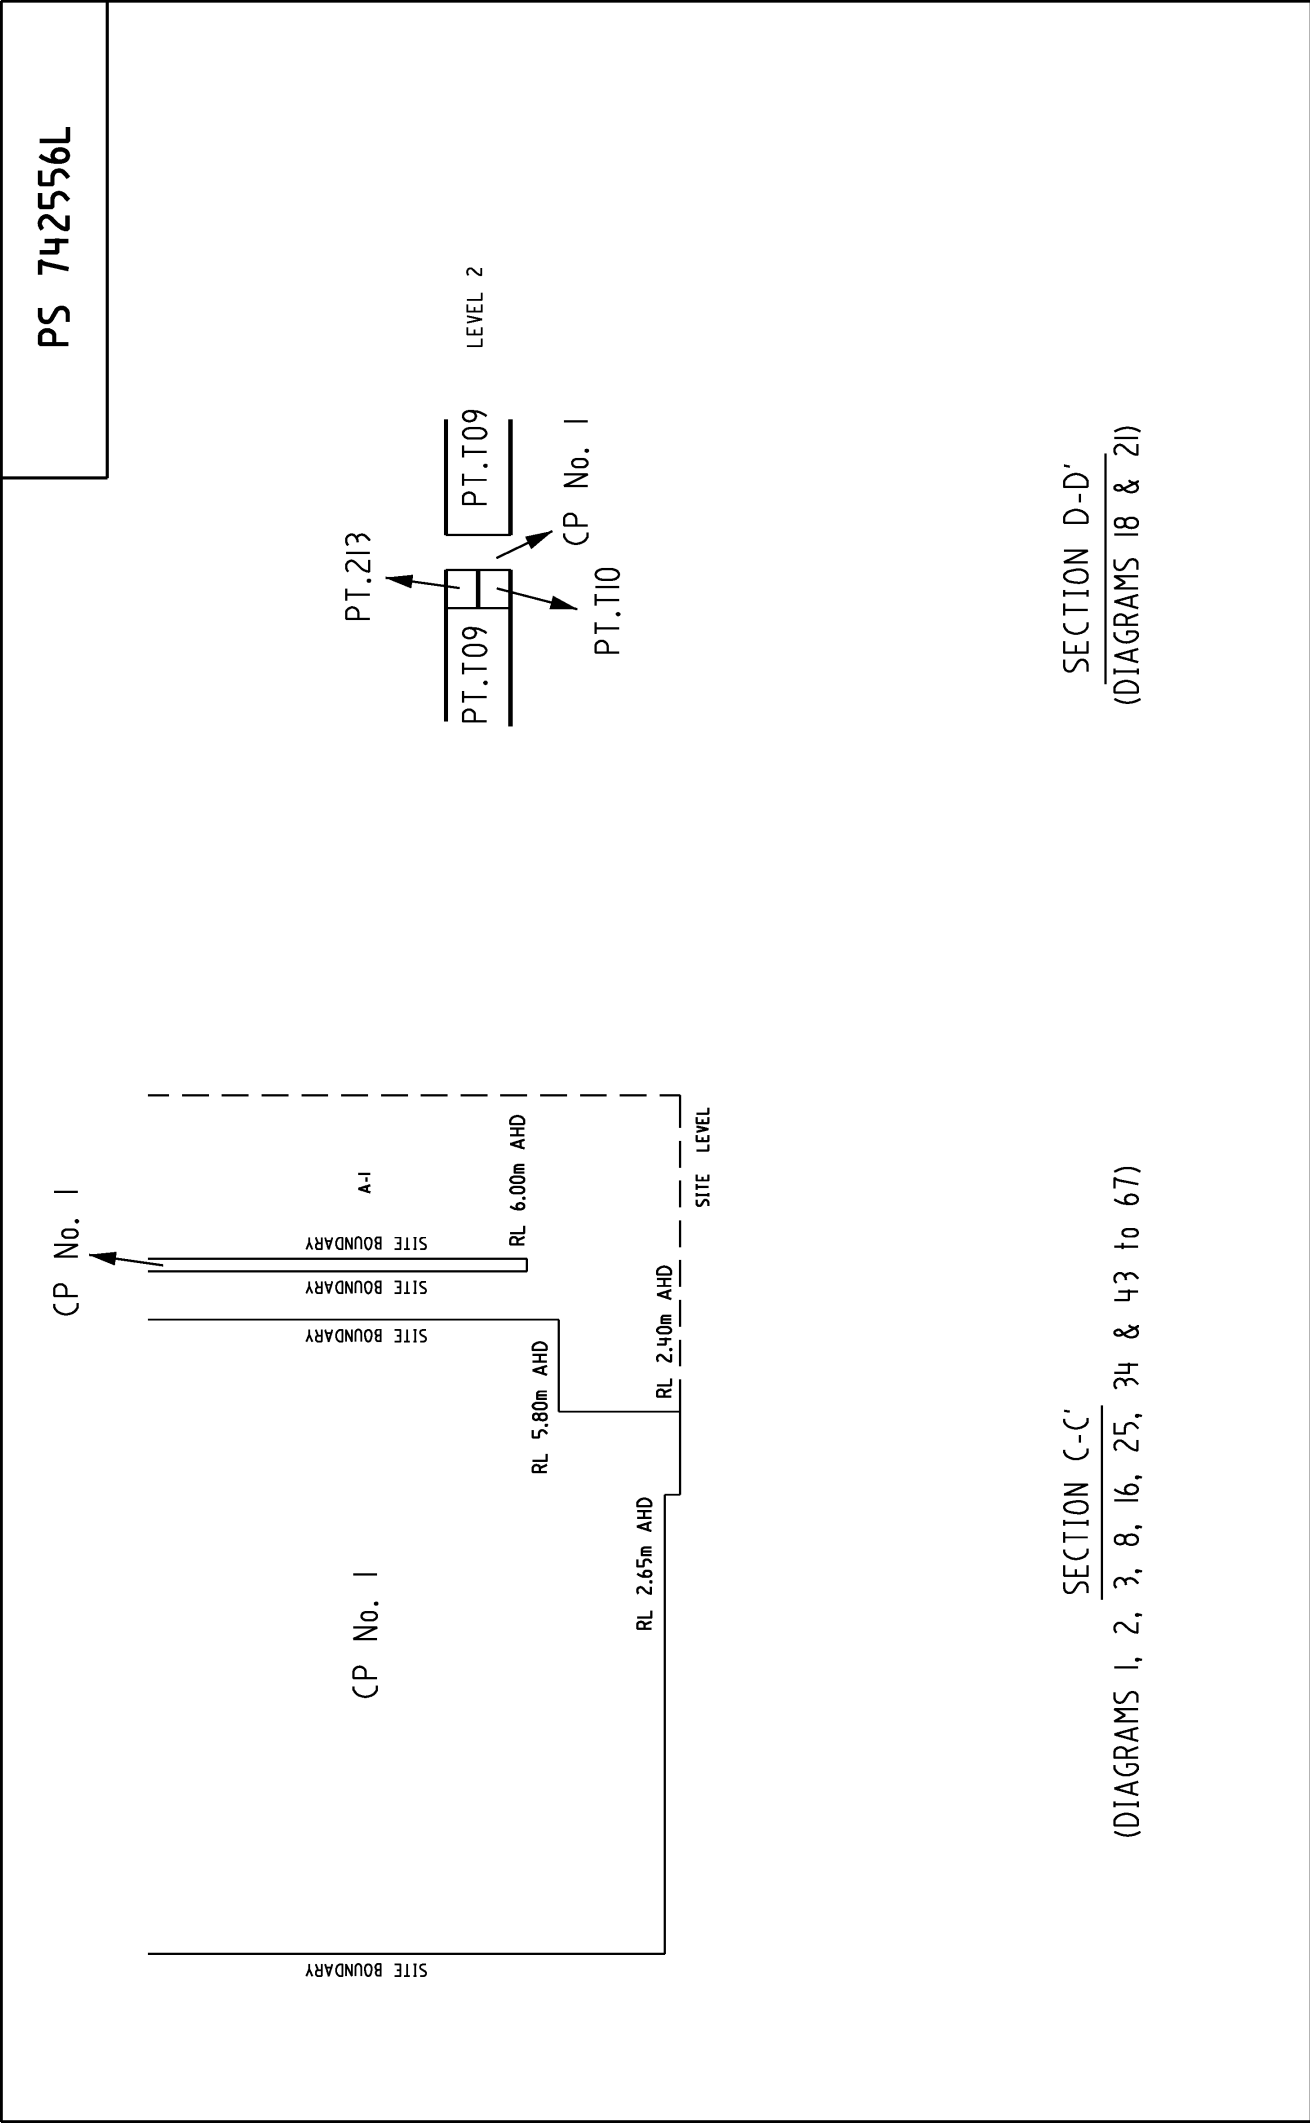 PS 742556L
CP No. 1
SITE BOUNDARY
CP No. 1
SITE BOUNDARY
SITE BOUNDARY
SITE BOUNDARY
A-1
RL 2.65m AHD
RL 5.80m AHD
RL 6.00m AHD
RL 2.40m AHD
SITE LEVEL
SECTION C-C'
(DIAGRAMS 1, 2, 3, 8, 16, 25, 34 & 43 to 67)
PT.213
PT.T09
PT.T09
LEVEL 2
CP No. 1
PT.T10
SECTION D-D'
(DIAGRAMS 18 & 21)